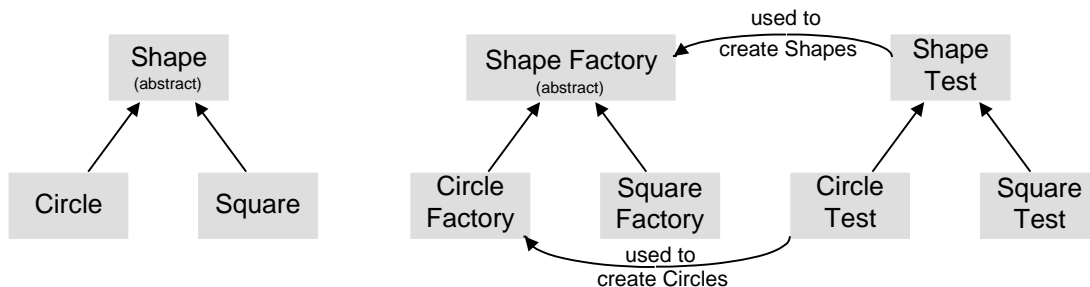 Shape
(abstract)
Circle
Square
used to
create Shapes
Shape Factory
(abstract)
Shape
Test
Circle
Factory
Square
Factory
Circle
Test
Square
Test
used to
create Circles